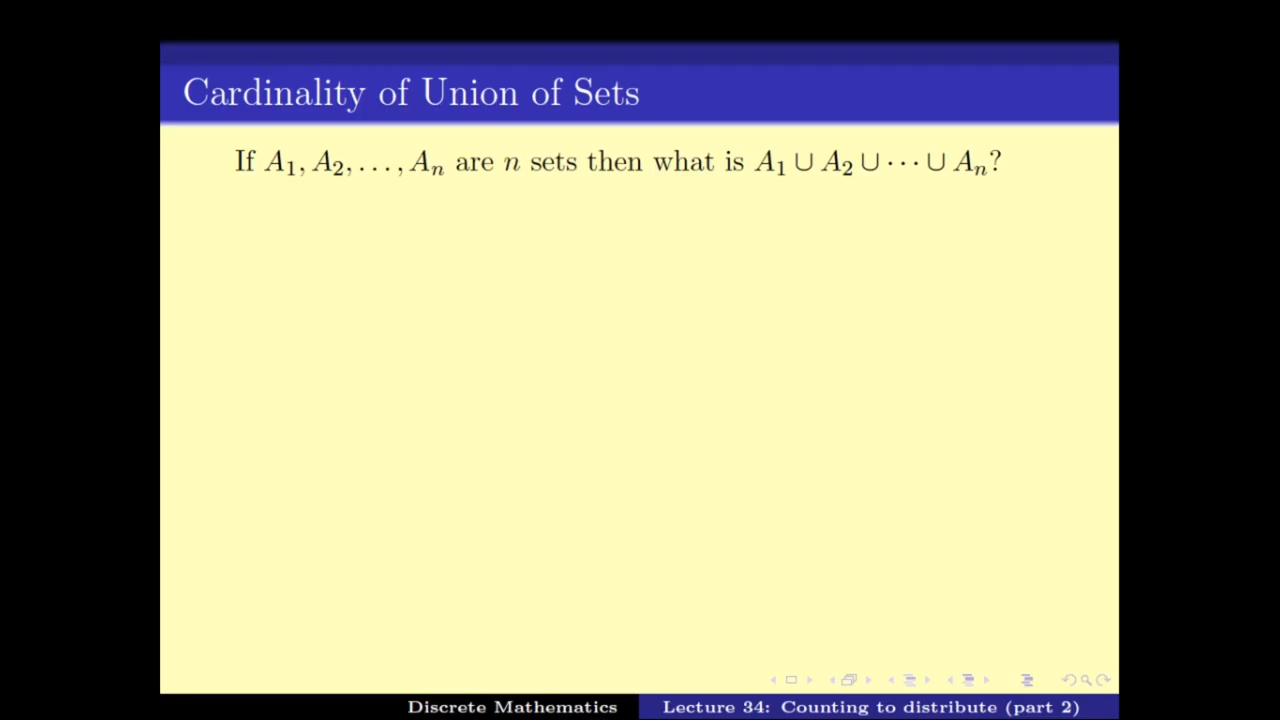 Cardinality of Union of Sets
If A₁, A₂, . . . , Aₙ are n sets then what is A₁ ∪ A₂ ∪ · · · ∪ Aₙ?
Discrete Mathematics
Lecture 34: Counting to distribute (part 2)